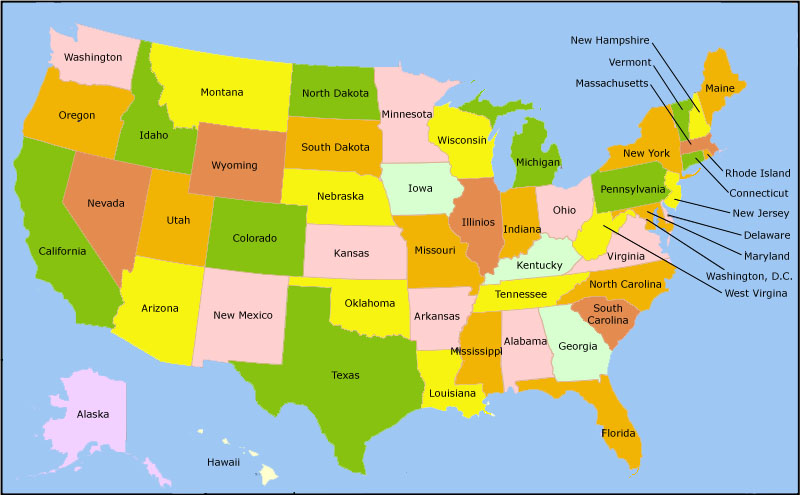 New Hampshire
Vermont
Massachusetts
Washington
Montana
North Dakota
Minnesota
Maine
Oregon
Idaho
Wisconsin
South Dakota
Michigan
New York
Wyoming
Rhode Island
Iowa
Pennsylvania
Connecticut
Nebraska
Nevada
Ohio
New Jersey
Utah
Illinios
Indiana
Colorado
Missouri
Delaware
California
Kansas
Virginia
Maryland
Kentucky
Washington, D.C.
North Carolina
West Virgina
Tennessee
Oklahoma
Arizona
New Mexico
Arkansas
South
Carolina
Alabama
Georgia
Mississippi
Texas
Louisiana
Alaska
Florida
Hawaii